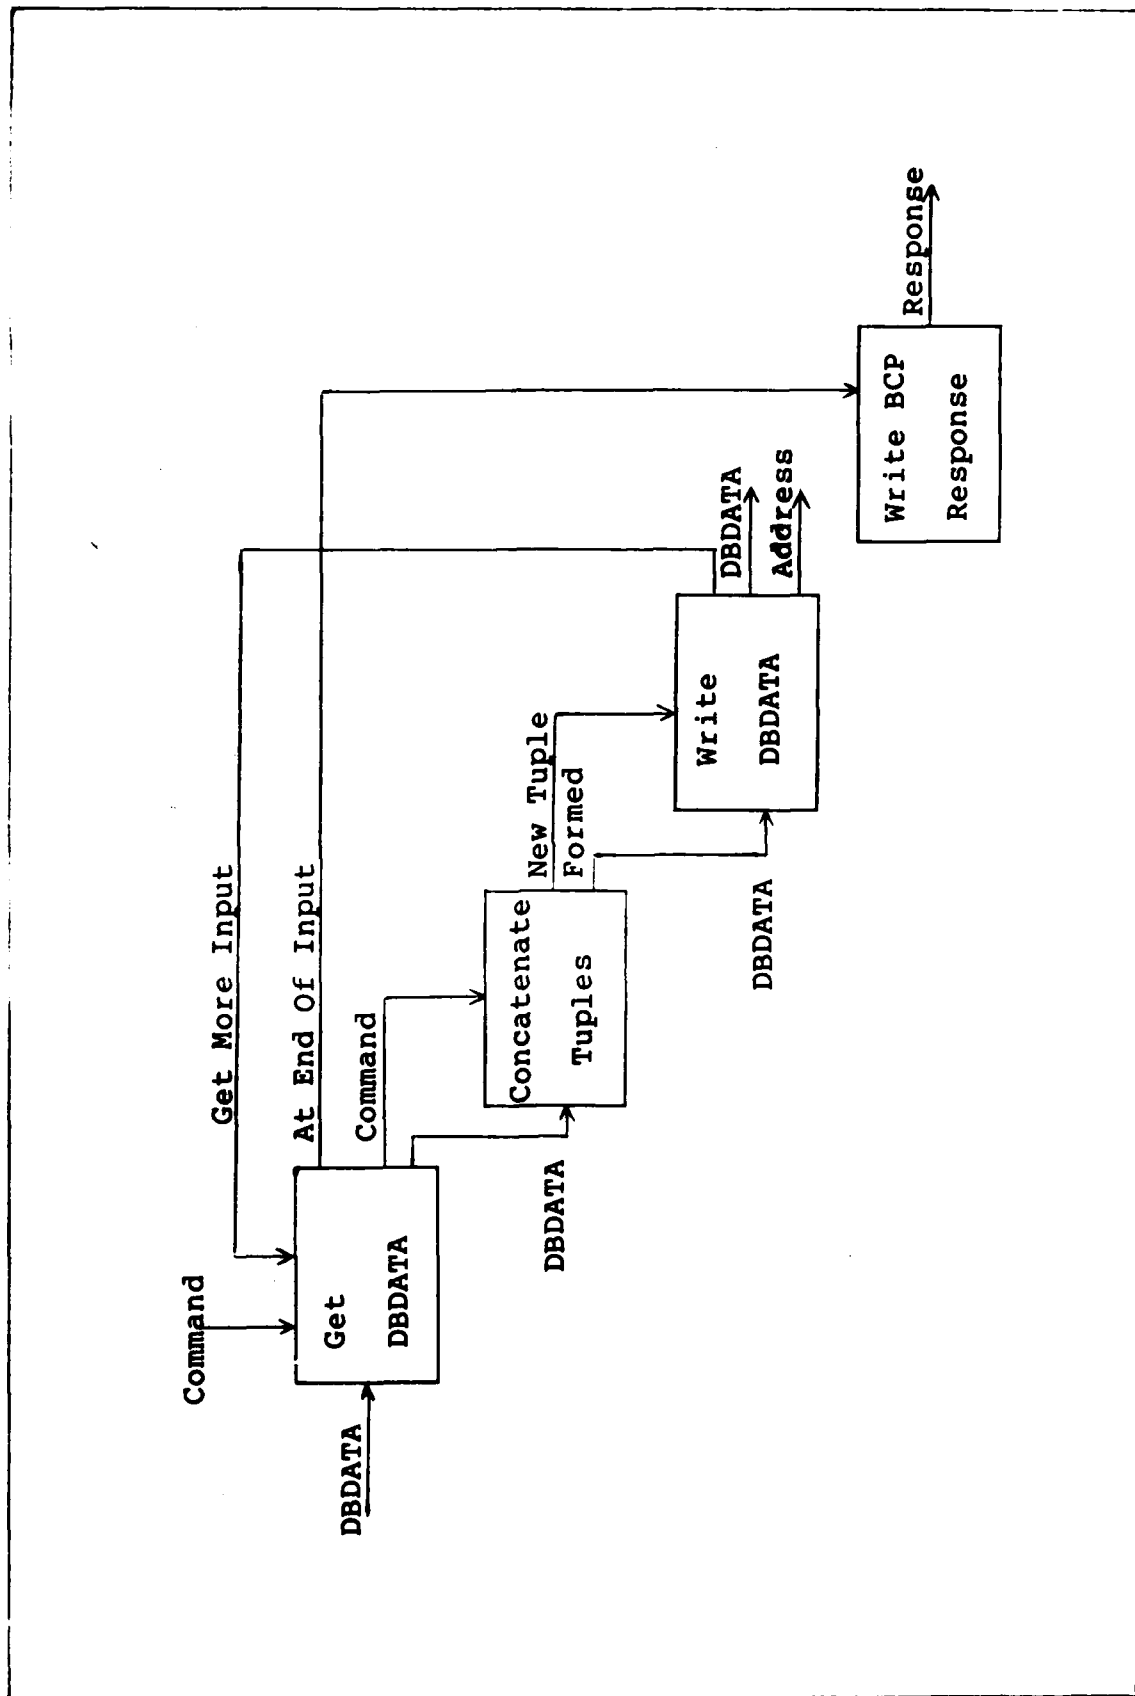 Get More Input
At End Of Input
Command
Command
Get
DBDATA
DBDATA
DBDATA
Concatenate
Tuples
New Tuple
Formed
DBDATA
Write
DBDATA
DBDATA
Address
Write BCP
Response
Response